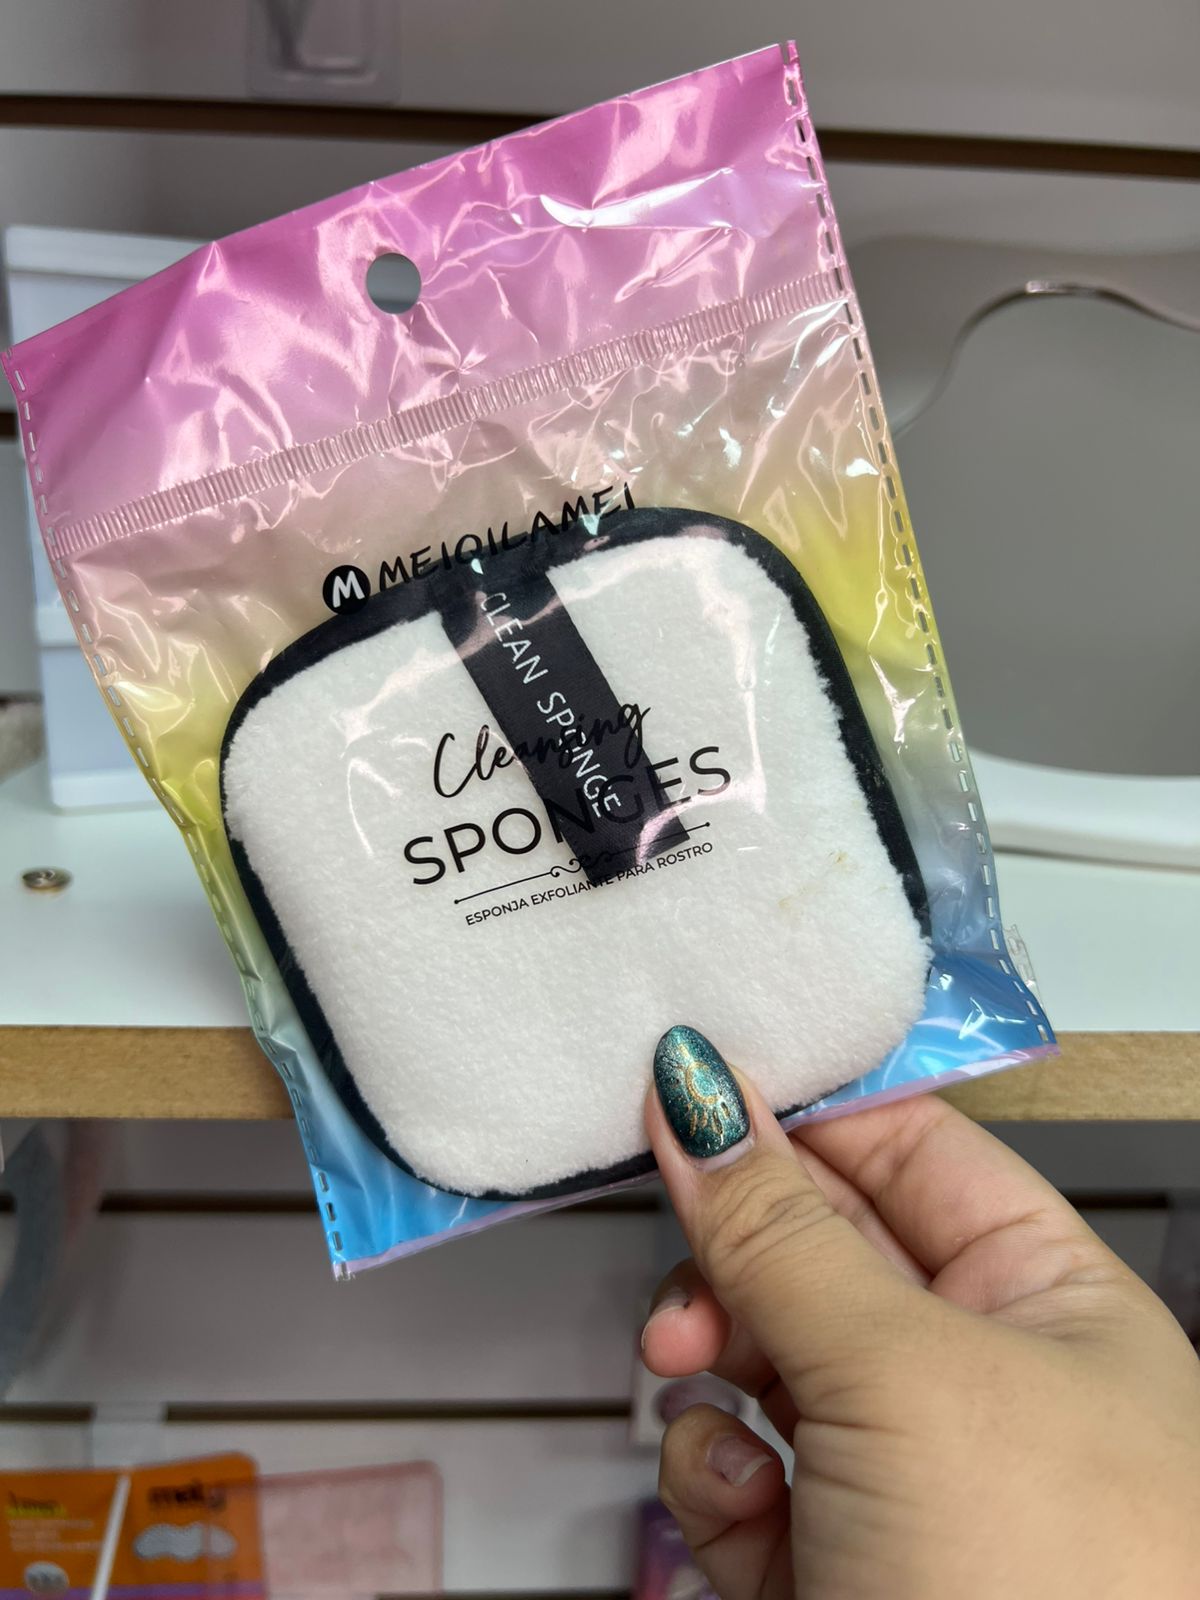 M MEIQILAMEI
CLEAN SPONGE
Cleansing
SPONGES
ESPONJA EXFOLIANTE PARA ROSTRO